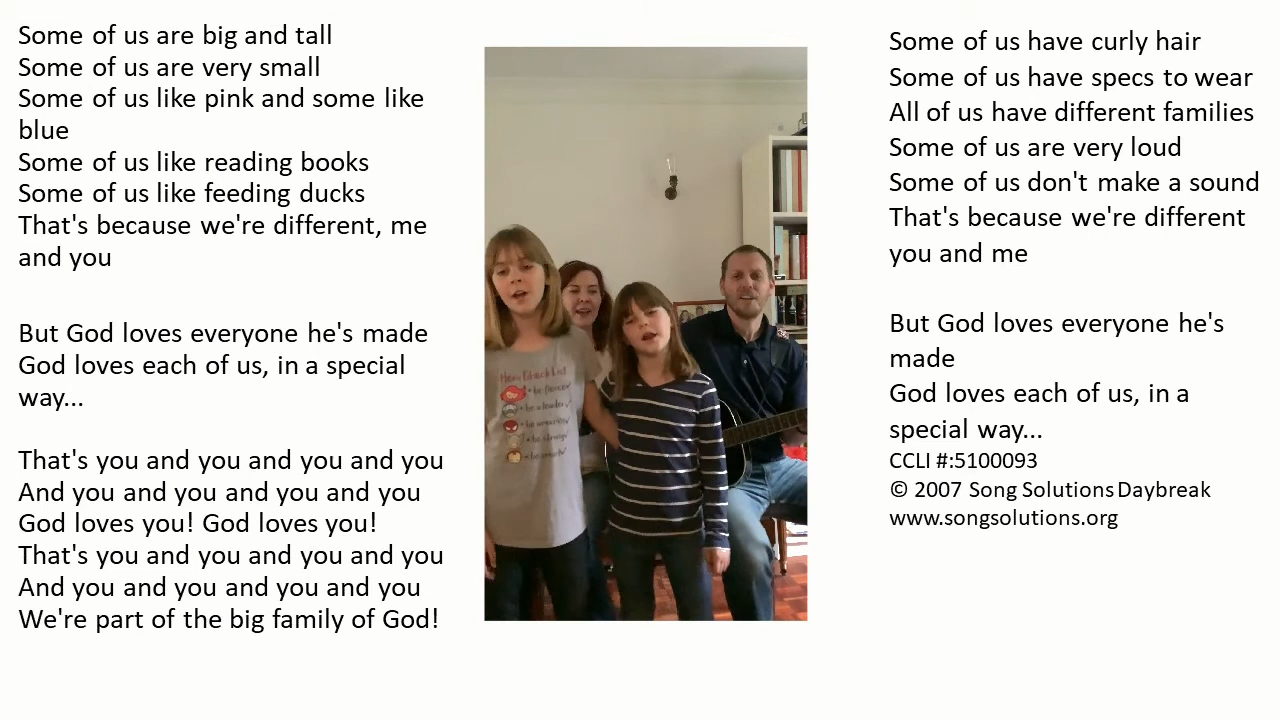 Some of us are big and tall
Some of us are very small
Some of us like pink and some like
blue
Some of us like reading books
Some of us like feeding ducks
That's because we're different, me
and you
But God loves everyone he's made
God loves each of us, in a special
way...
That's you and you and you and you
And you and you and you and you
God loves you! God loves you!
That's you and you and you and you
And you and you and you and you
We're part of the big family of God!
Hero Check List
Some of us have curly hair
Some of us have specs to wear
All of us have different families
Some of us are very loud
Some of us don't make a sound
That's because we're different
you and me
But God loves everyone he's
made
God loves each of us, in a
special way...
CCLI #:5100093
© 2007 Song Solutions Daybreak
www.songsolutions.org